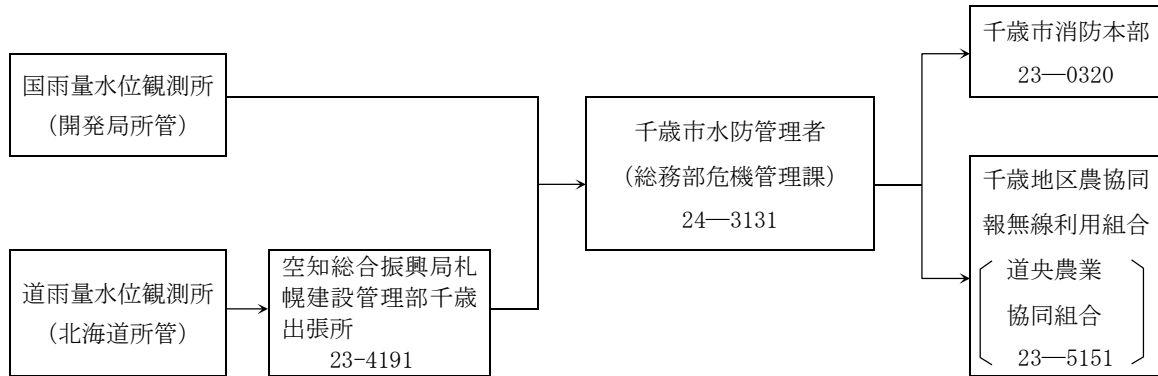 国雨量水位観測所
（開発局所管）
道雨量水位観測所
（北海道所管）
空知総合振興局札
幌建設管理部千歳
出張所
23-4191
千歳市水防管理者
（総務部危機管理課）
24―3131
千歳市消防本部
23―0320
千歳地区農協同
報無線利用組合
道央農業
協同組合
23―5151